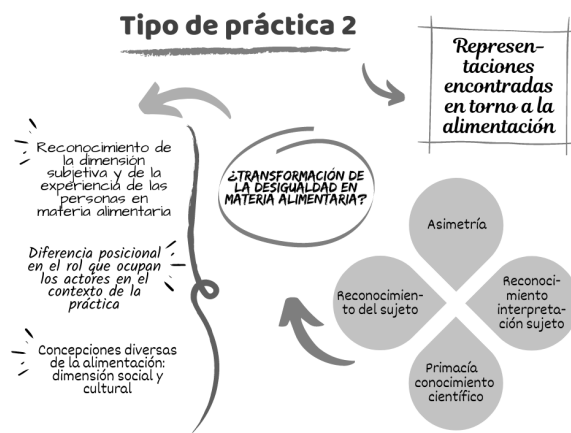 Tipo de práctica 2
Represen-
taciones
encontradas
en torno a la
alimentación
Reconocimiento de
la dimensión
subjetiva y de la
experiencia de las
personas en
materia alimentaria
¿TRANSFORMACIÓN DE
LA DESIGUALDAD EN
MATERIA ALIMENTARIA?
Diferencia posicional
en el rol que ocupan
los actores en el
contexto de la
práctica
Concepciones diversas
de la alimentación:
dimensión social y
cultural
Asimetría
Reconocimien-
to del sujeto
Reconoci-
miento
interpreta-
ción sujeto
Primacía
conocimiento
científico